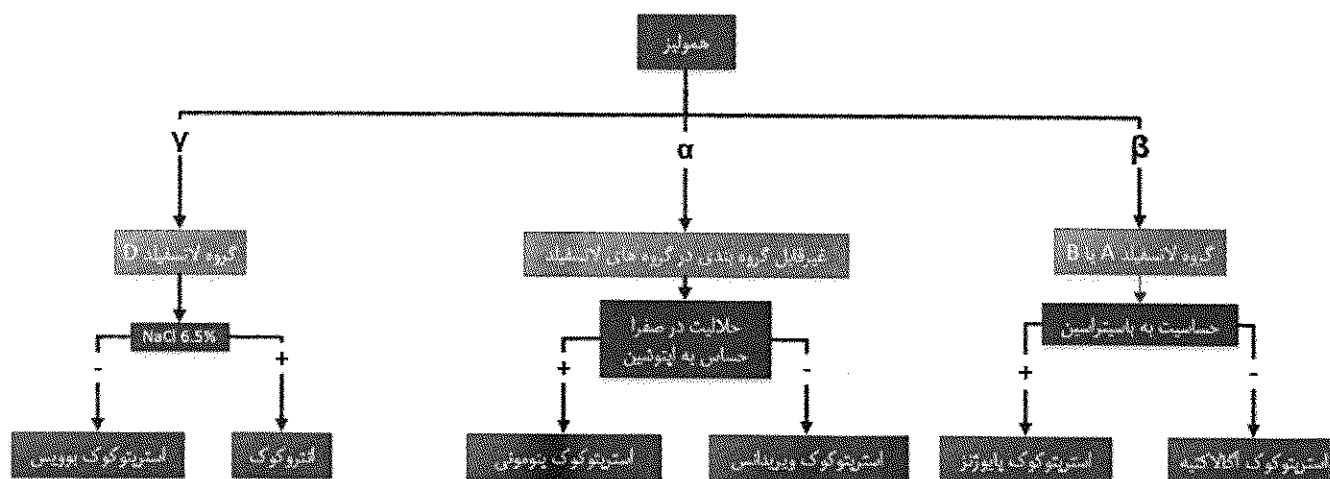 همولیز
γ
α
β
گروه لانسفیلد D
غیرقابل گروه بندی در گروه های لانسفیلد
گروه لانسفیلد A یا B
NaCl 6.5%
حلالیت در صفرا
حساس به اپتوشین
حساسیت به باسیتراسین
-
+
+
-
+
-
استرپتوکوک بوویس
انتروکوک
استرپتوکوک پنومونی
استرپتوکوک ویریدانس
استرپتوکوک پایوژنز
استرپتوکوک آگالاکتیه